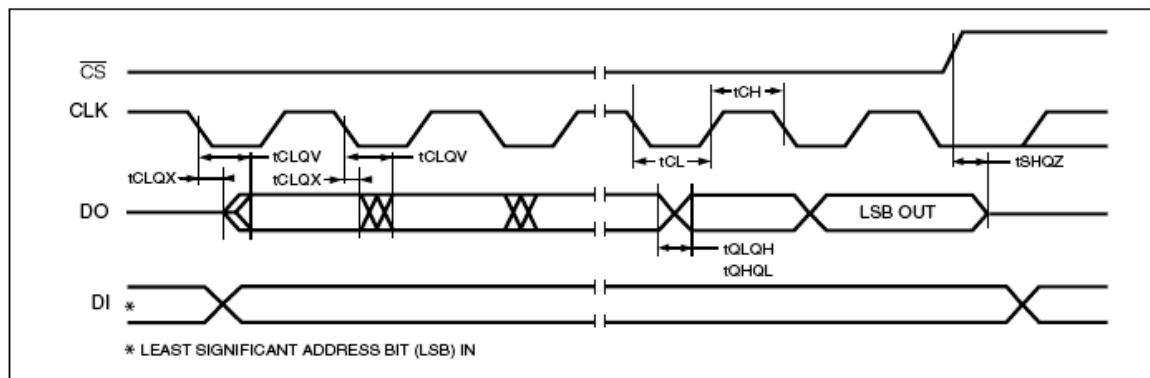 CS
CLK
tCH
tCLQV
tCLQV
tCL
tSHQZ
tCLQX
tCLQX
DO
LSB OUT
tQLQH
tQHQL
DI *
* LEAST SIGNIFICANT ADDRESS BIT (LSB) IN